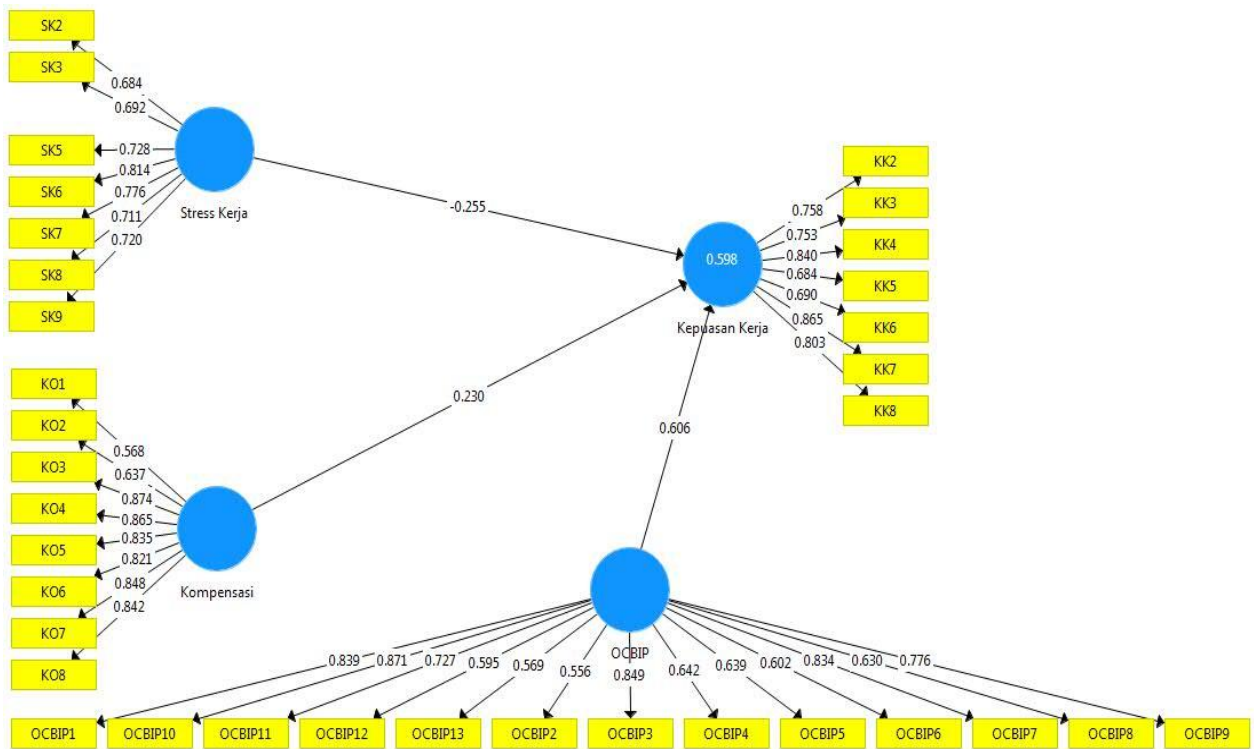 SK2
SK3
SK5
SK6
SK7
SK8
SK9
0.684
0.692
0.728
0.814
0.776
0.711
0.720
Stress Kerja
-0.255
KO1
KO2
KO3
KO4
KO5
KO6
KO7
KO8
0.568
0.637
0.874
0.865
0.835
0.821
0.848
0.842
Kompensasi
0.230
0.598
Kepuasan Kerja
0.758
0.753
0.840
0.684
0.690
0.865
0.803
KK2
KK3
KK4
KK5
KK6
KK7
KK8
0.606
OCBIP
0.839 0.871 0.727 0.595 0.569 0.556 0.849 0.642 0.639 0.602 0.834 0.630 0.776
OCBIP1 OCBIP10 OCBIP11 OCBIP12 OCBIP13 OCBIP2 OCBIP3 OCBIP4 OCBIP5 OCBIP6 OCBIP7 OCBIP8 OCBIP9